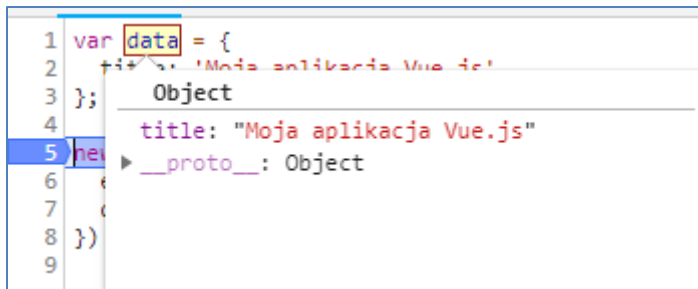 1 var data = {
2 title: 'Moja aplikacja Vue.js'
3 };
Object
4
title: "Moja aplikacja Vue.js"
5 new
▶ __proto__: Object
6
7
8 })
9